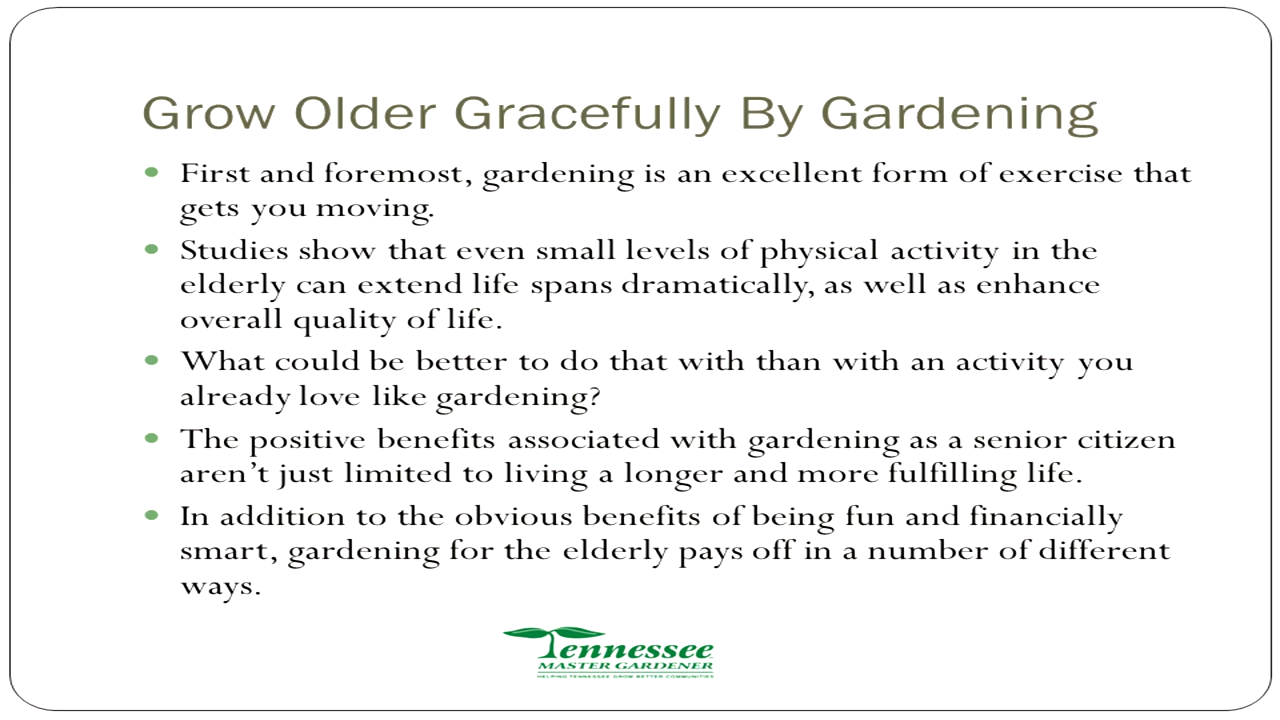 Grow Older Gracefully By Gardening
• First and foremost, gardening is an excellent form of exercise that
gets you moving.
• Studies show that even small levels of physical activity in the
elderly can extend life spans dramatically, as well as enhance
overall quality of life.
• What could be better to do that with than with an activity you
already love like gardening?
• The positive benefits associated with gardening as a senior citizen
aren’t just limited to living a longer and more fulfilling life.
• In addition to the obvious benefits of being fun and financially
smart, gardening for the elderly pays off in a number of different
ways.
Tennessee
MASTER GARDENER
HELPING TENNESSEE GROW BETTER COMMUNITIES